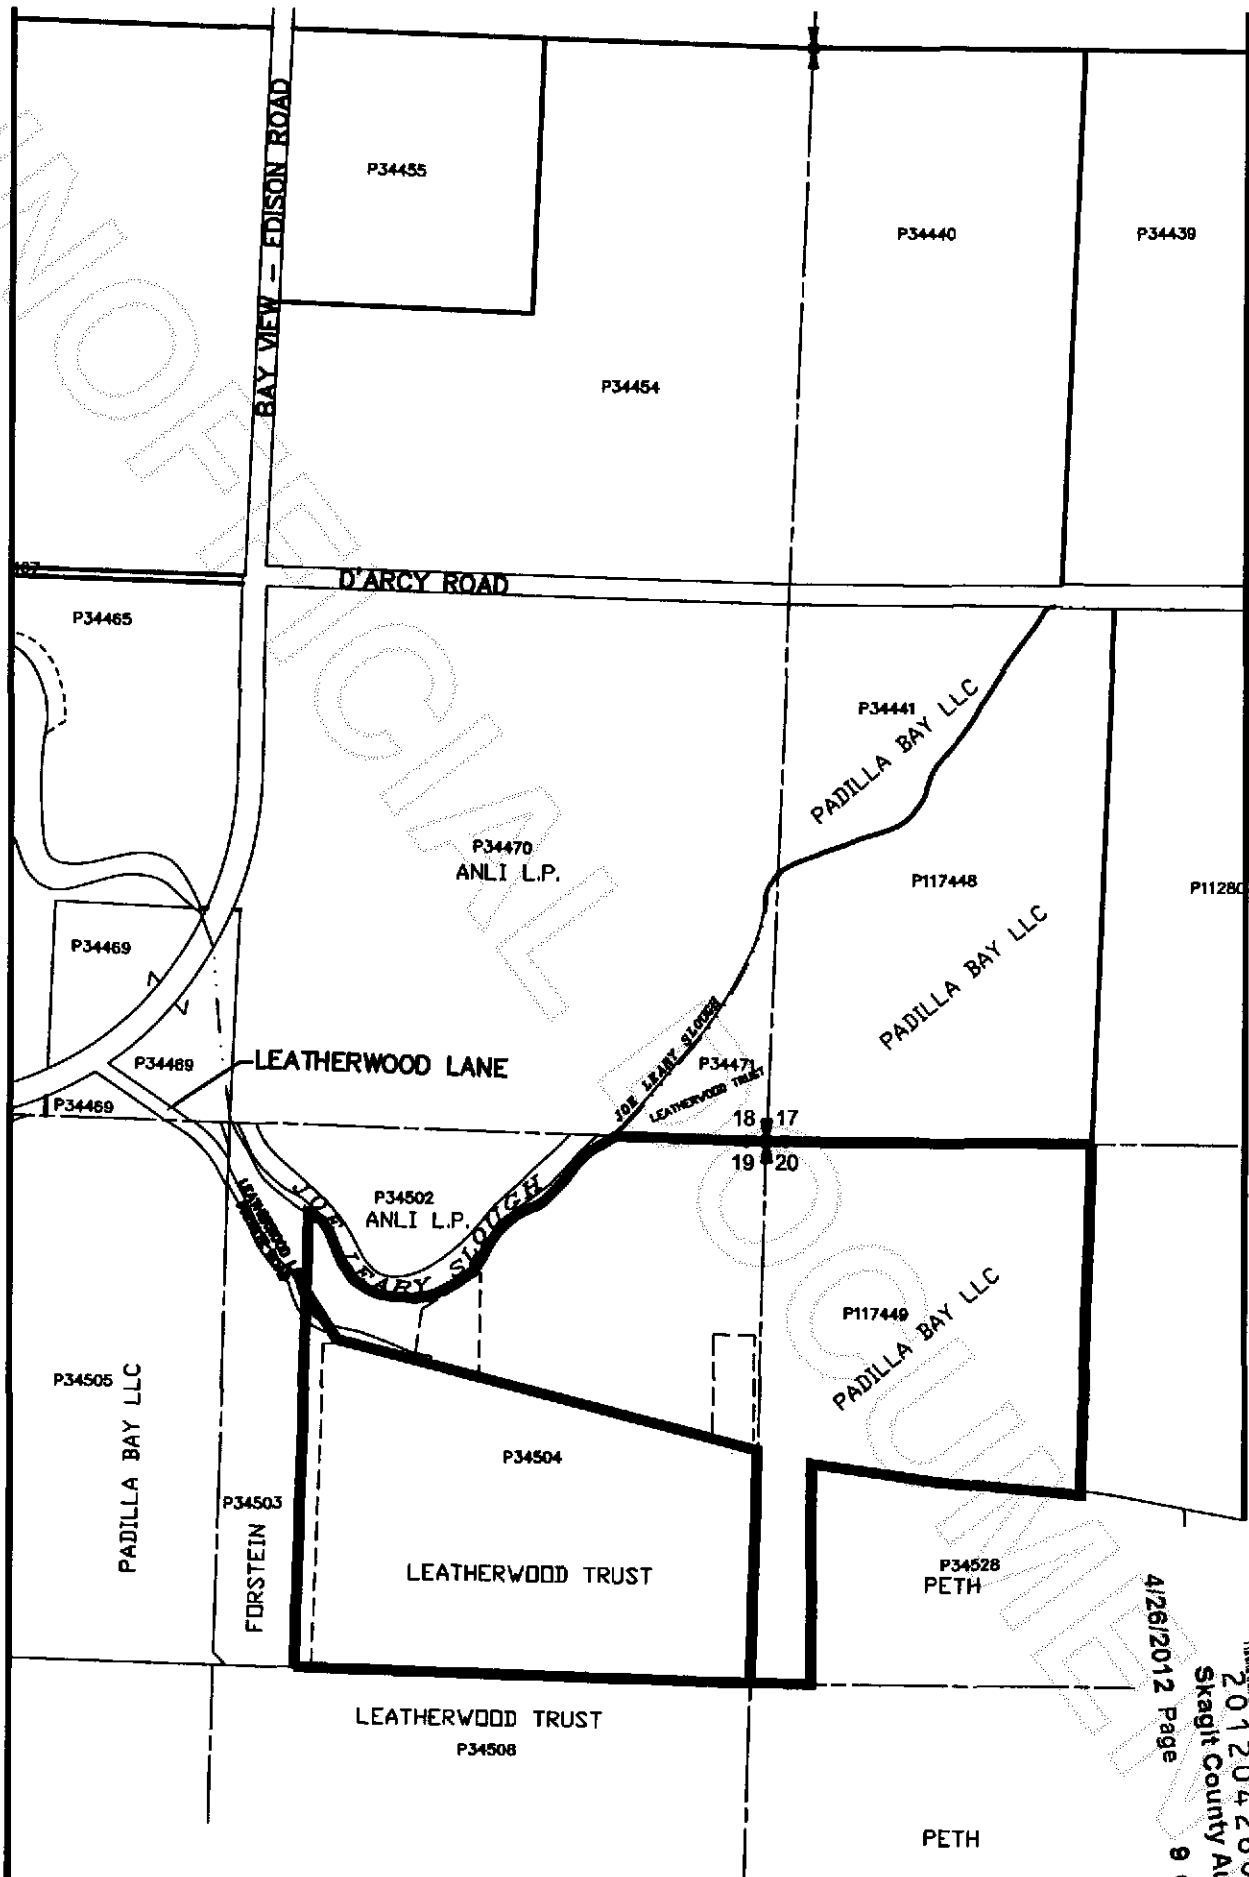 BAY VIEW - EDISON ROAD
P34455
P34440
P34439
P34454
D'ARCY ROAD
P34465
P34441
PADILLA BAY LLC
P34470
ANLI L.P.
P117448
PADILLA BAY LLC
P11280
P34469
P34469
LEATHERWOOD LANE
P34469
JOE LEARY SLOUGH
P34471
LEATHERWOOD TRUST
18 17
19 20
P34502
ANLI L.P.
JOE LEARY SLOUGH
P117449
PADILLA BAY LLC
P34505
PADILLA BAY LLC
P34503
FORSTEIN
P34504
LEATHERWOOD TRUST
P34528
PETH
LEATHERWOOD TRUST
P34508
PETH
UNOFFICIAL DOCUMENT
Skagit County
4/26/2012 Page